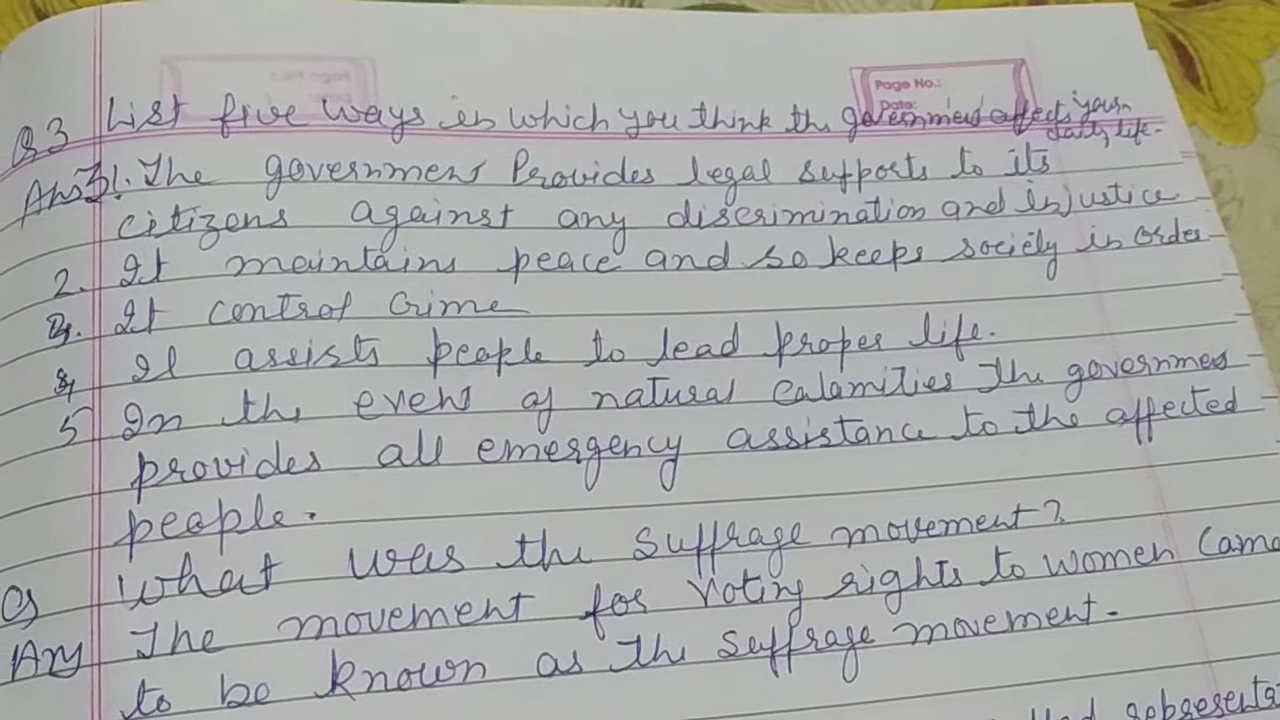 Page No.:
Date:
Q3 List five ways in which you think the government affects your
daily life.
Ans3 1. The government Provides legal supports to its
citizens against any discrimination and injustice
2. It maintains peace and so keeps society in order
3. It control Crime
4 It assists people to lead proper life.
5 In the event of natural calamities The government
provides all emergency assistance to the affected
people.
Q What was the suffrage movement?
Ans The movement for Voting rights to women came
to be known as the suffrage movement.